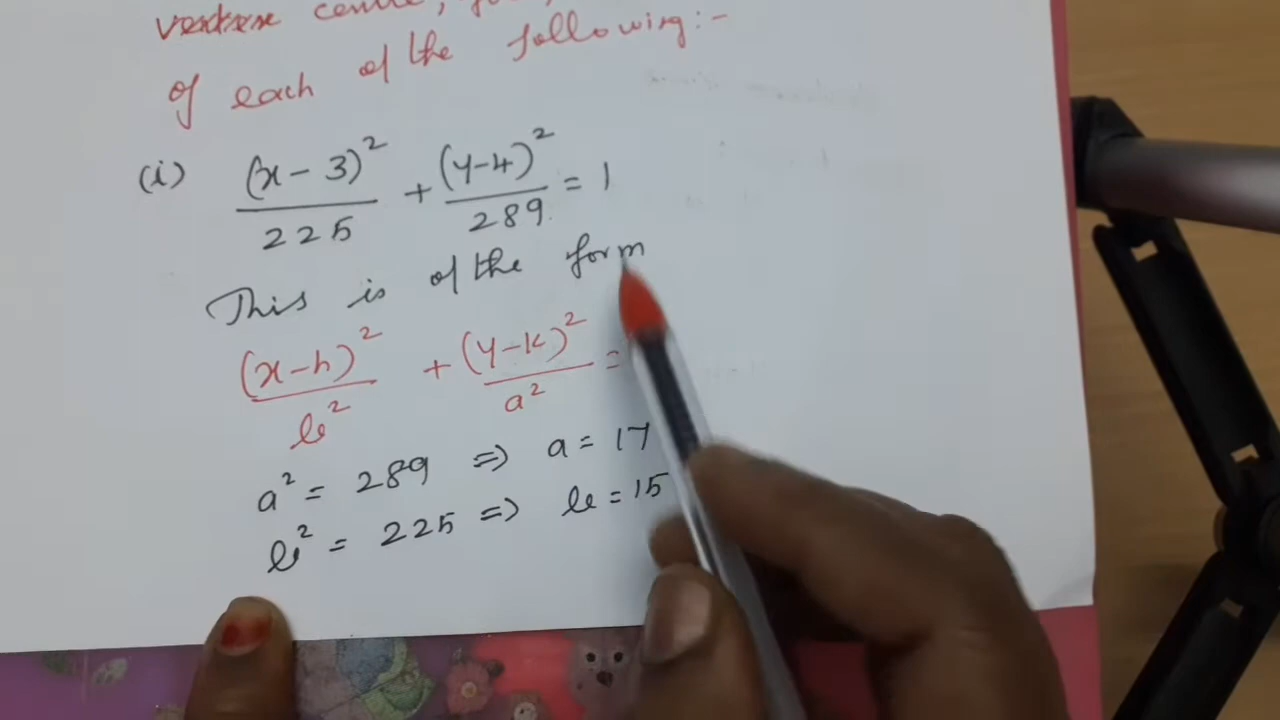 centre,
of each of the following:-
(i) (x-3)²/225 + (y-4)²/289 = 1
This is of the form
(x-h)²/b² + (y-k)²/a² =
a² = 289 => a = 17
b² = 225 => b = 15